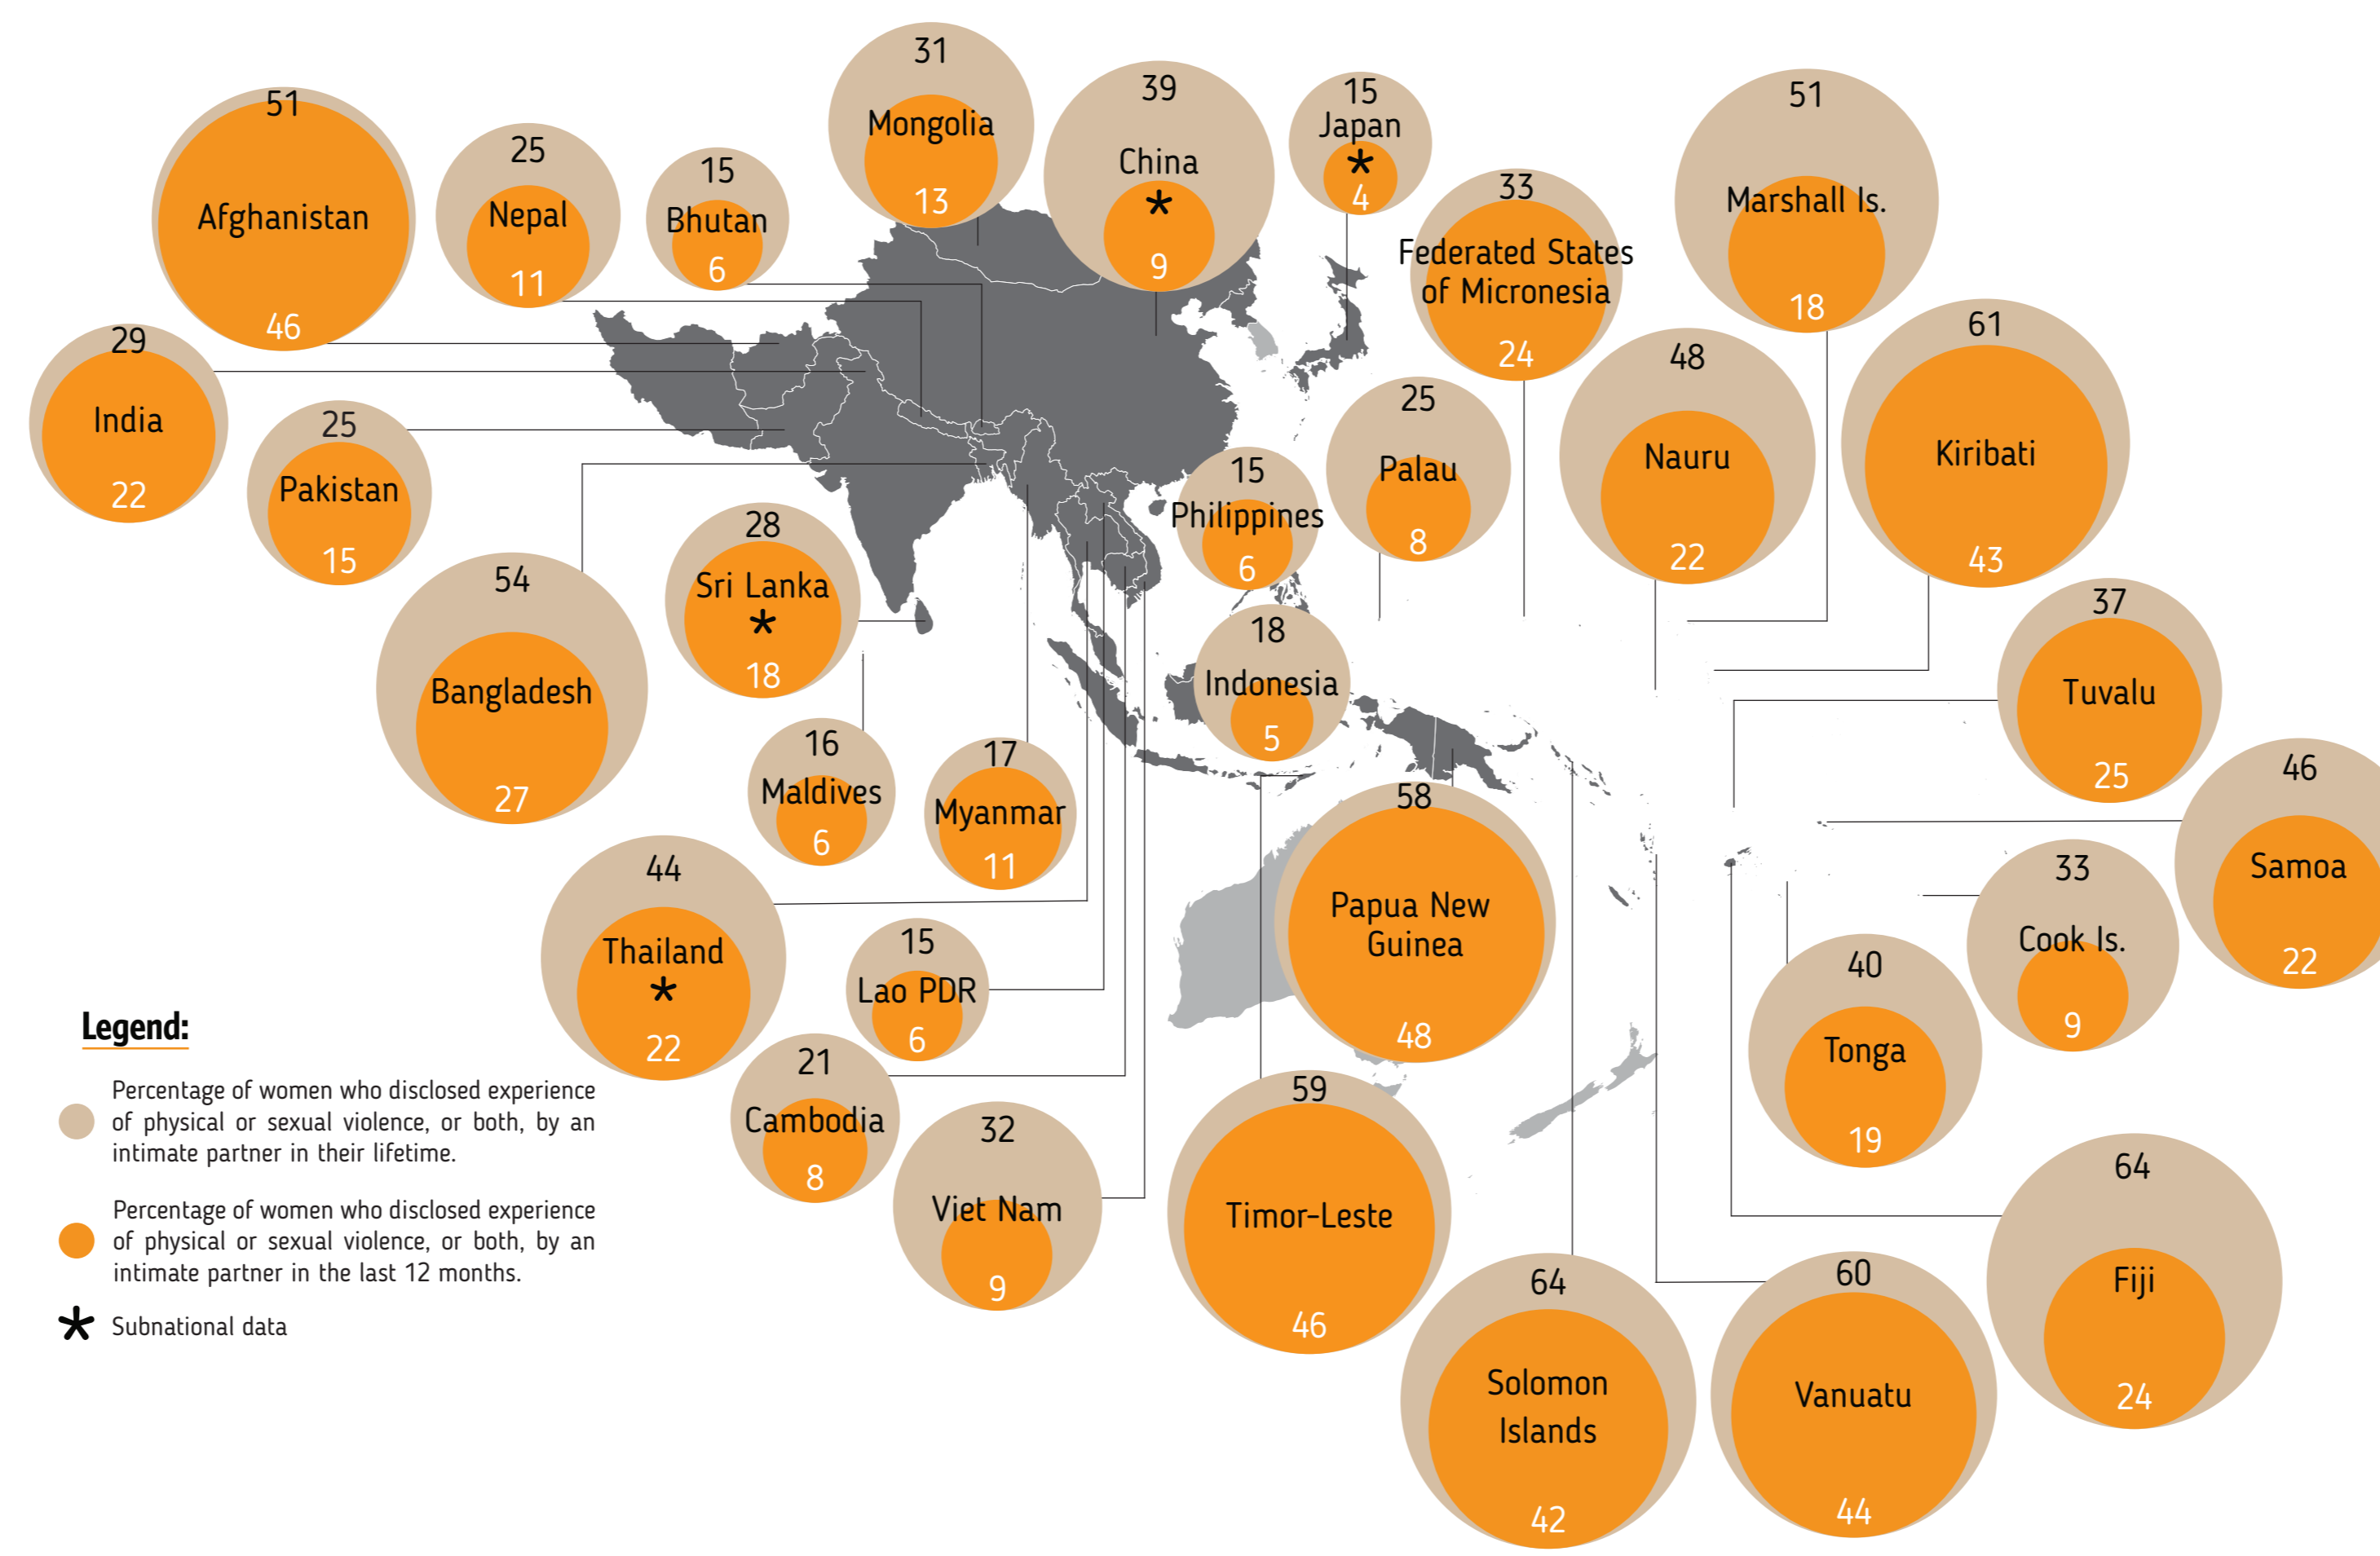 31
Mongolia
13
39
China
*
9
15
Japan
*
4
51
Marshall Is.
18
51
Afghanistan
46
25
Nepal
11
15
Bhutan
6
33
Federated States
of Micronesia
24
61
Kiribati
43
29
India
22
48
Nauru
22
25
Pakistan
15
25
Palau
8
15
Philippines
6
28
Sri Lanka
*
18
54
Bangladesh
27
18
Indonesia
5
37
Tuvalu
25
16
Maldives
6
17
Myanmar
11
46
Samoa
22
58
Papua New
Guinea
48
44
Thailand
*
22
33
Cook Is.
9
15
Lao PDR
6
40
Tonga
19
21
Cambodia
8
32
Viet Nam
9
59
Timor-Leste
46
64
Fiji
24
64
Solomon
Islands
42
60
Vanuatu
44
Legend:
Percentage of women who disclosed experience
of physical or sexual violence, or both, by an
intimate partner in their lifetime.
Percentage of women who disclosed experience
of physical or sexual violence, or both, by an
intimate partner in the last 12 months.
* Subnational data